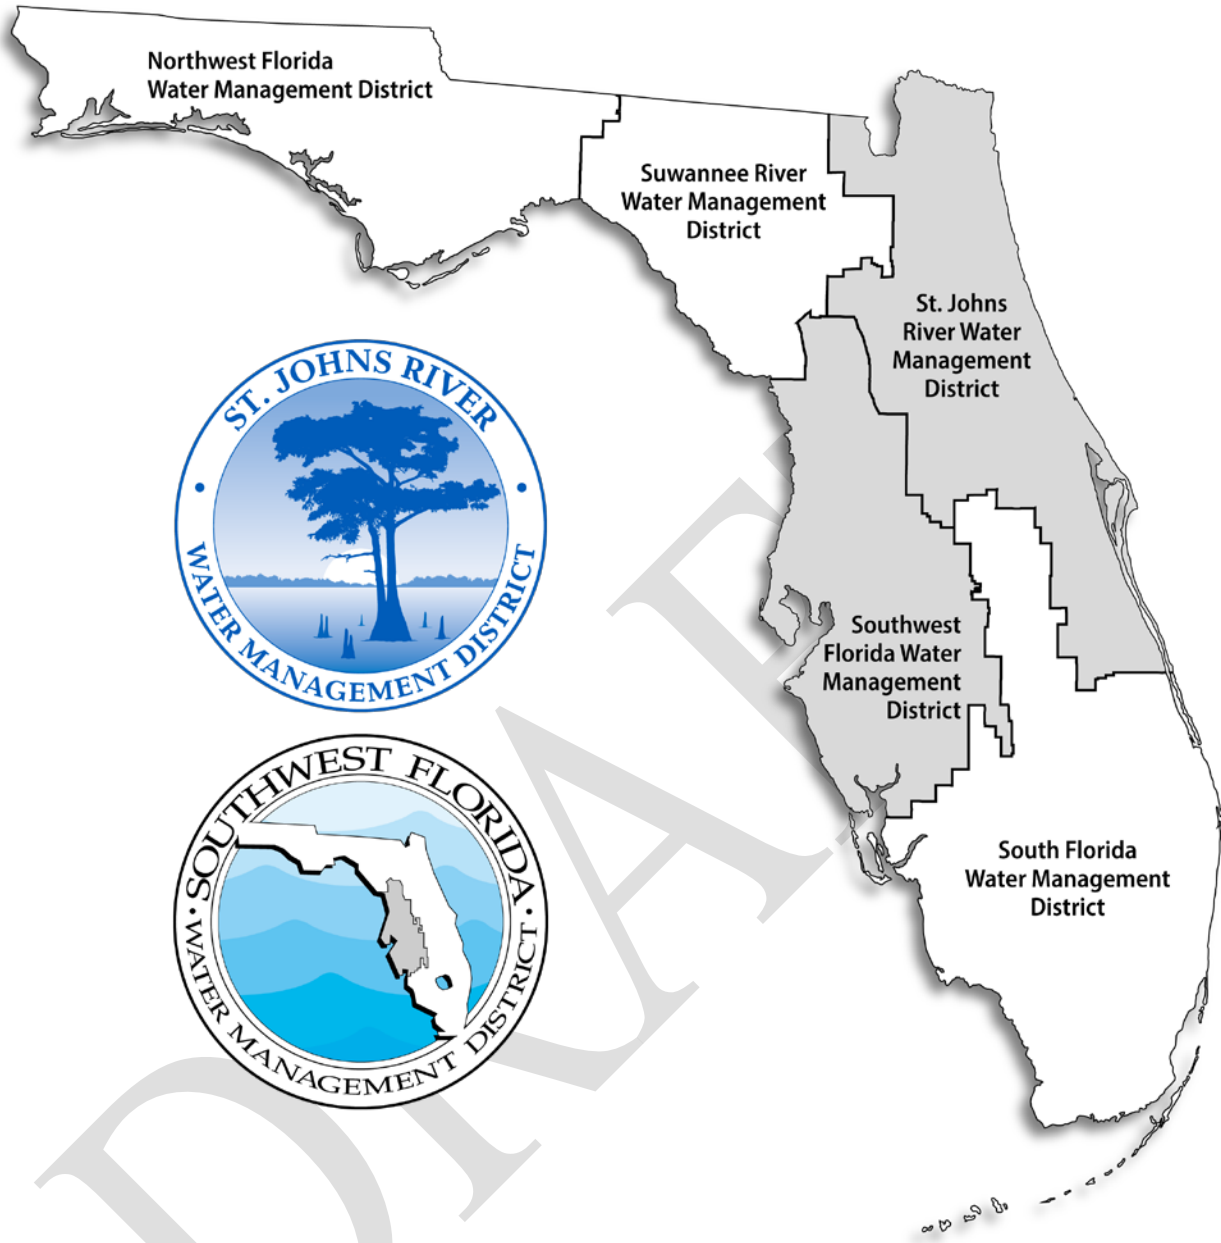 Northwest Florida
Water Management District
Suwannee River
Water Management
District
St. Johns
River Water
Management
District
ST. JOHNS RIVER
WATER MANAGEMENT DISTRICT
Southwest
Florida Water
Management
District
SOUTHWEST FLORIDA
WATER MANAGEMENT DISTRICT
South Florida
Water Management
District
DRAFT